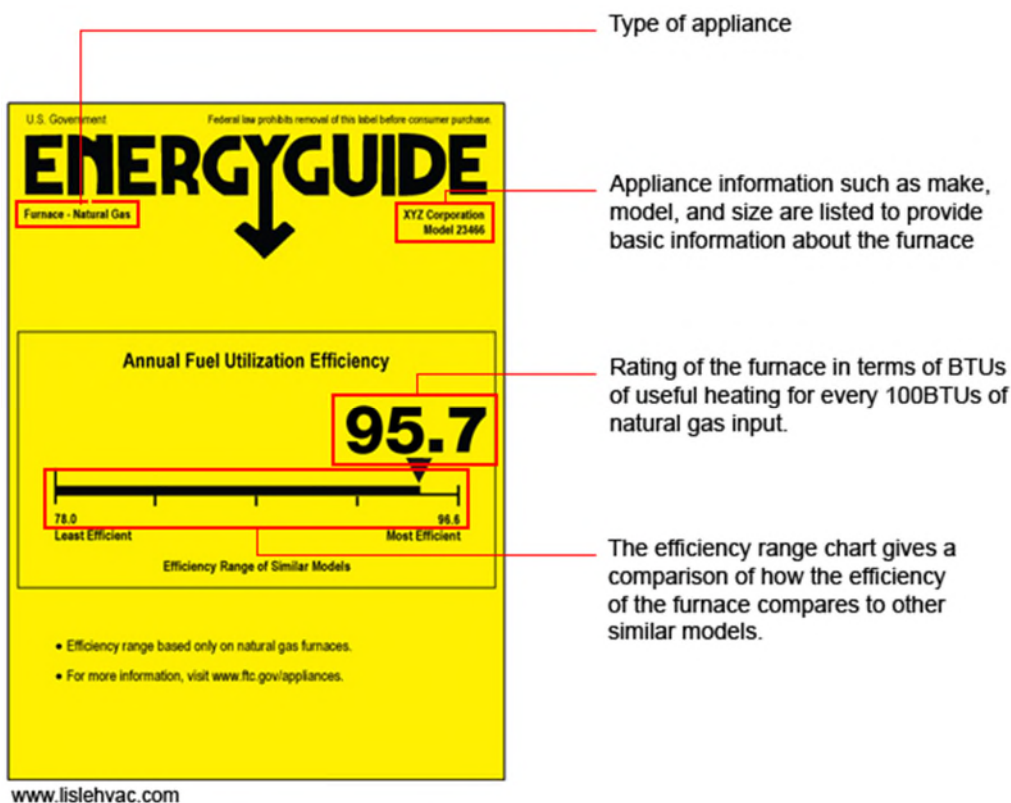 Type of appliance
U.S. Government Federal law prohibits removal of this label before consumer purchase.
ENERGYGUIDE
Furnace - Natural Gas
XYZ Corporation
Model 23466
Appliance information such as make,
model, and size are listed to provide
basic information about the furnace
Annual Fuel Utilization Efficiency
95.7
Rating of the furnace in terms of BTUs
of useful heating for every 100BTUs of
natural gas input.
78.0 96.6
Least Efficient Most Efficient
Efficiency Range of Similar Models
The efficiency range chart gives a
comparison of how the efficiency
of the furnace compares to other
similar models.
• Efficiency range based only on natural gas furnaces.
• For more information, visit www.ftc.gov/appliances.
www.lislehvac.com